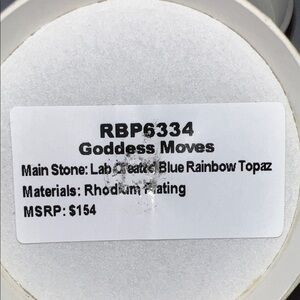 RBP6334
Goddess Moves
Main Stone: Lab Created Blue Rainbow Topaz
Materials: Rhodium Plating
MSRP: $154